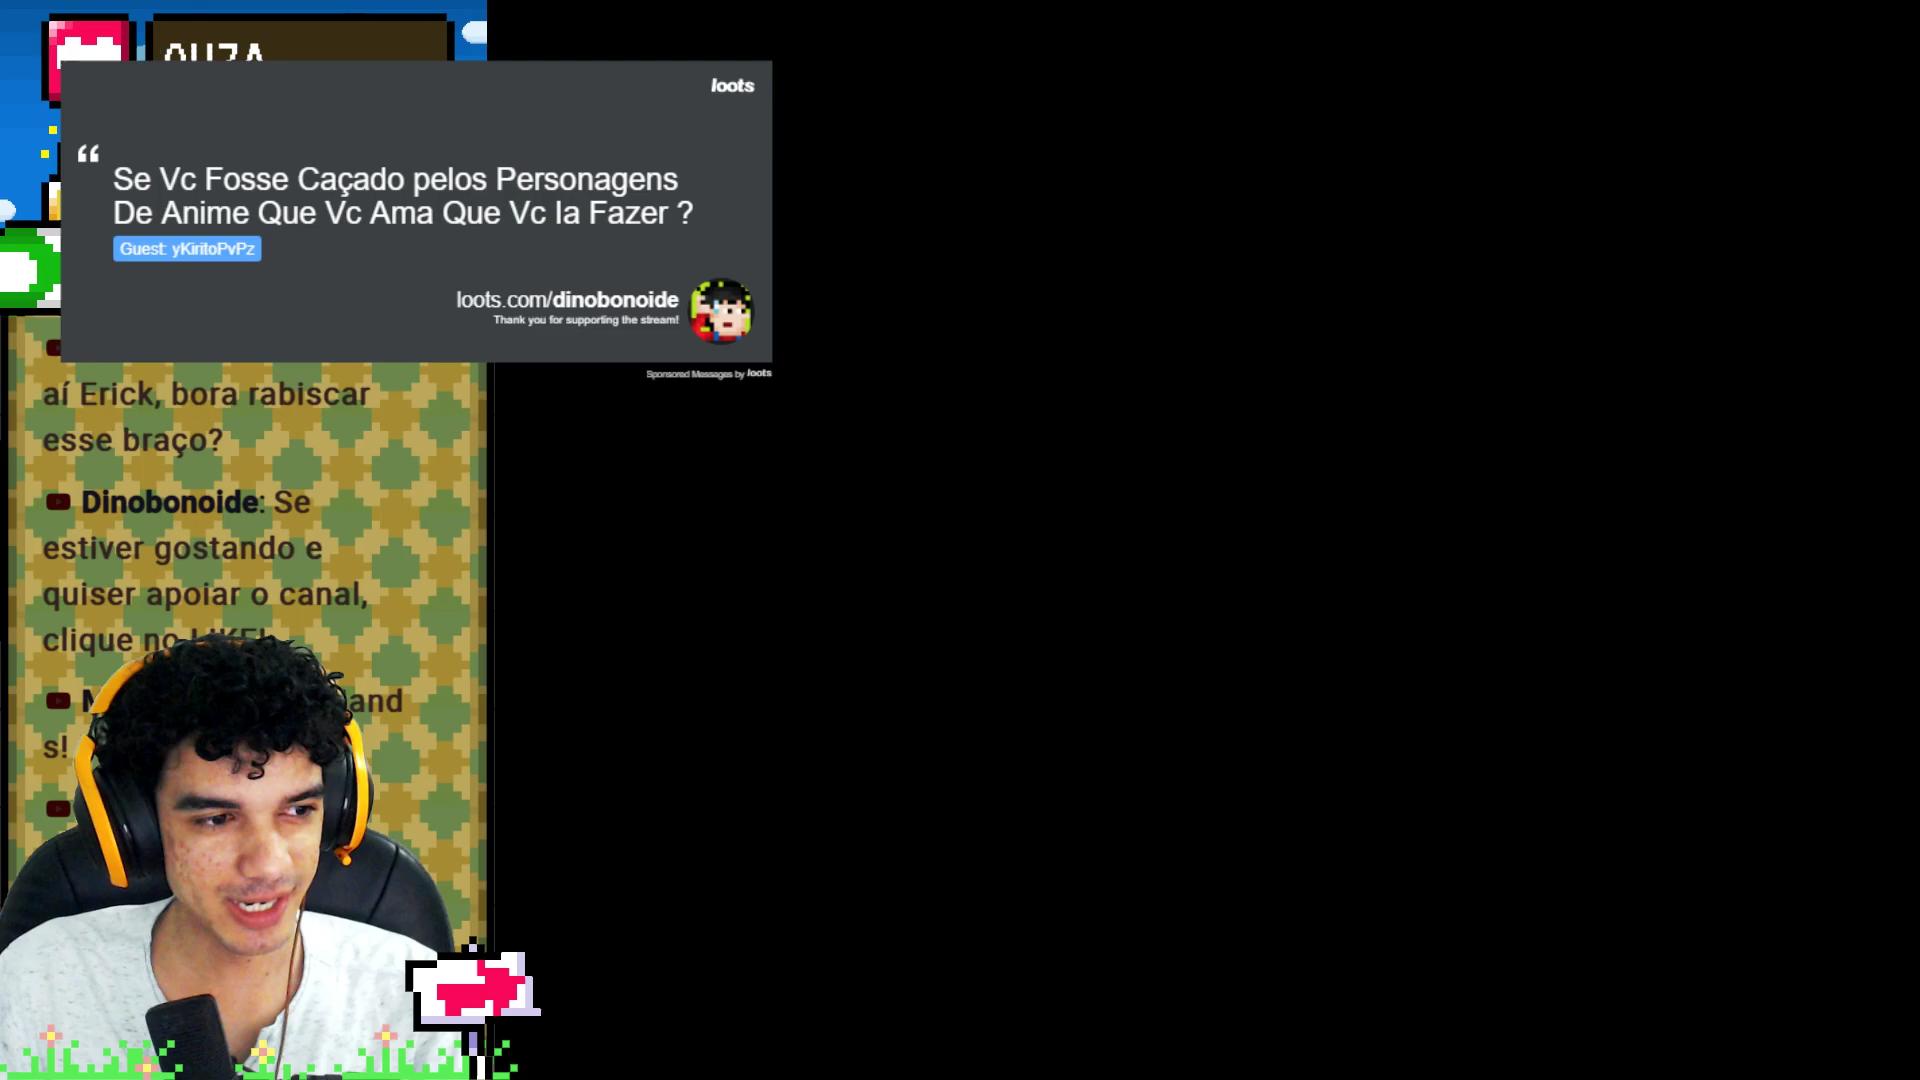 loots
“
Se Vc Fosse Caçado pelos Personagens
De Anime Que Vc Ama Que Vc Ia Fazer ?
Guest: yKiritoPvPz
loots.com/dinobonoide
Thank you for supporting the stream!
Sponsored Messages by loots
aí Erick, bora rabiscar
esse braço?
Dinobonoide: Se
estiver gostando e
quiser apoiar o canal,
clique no LIKE!
s!